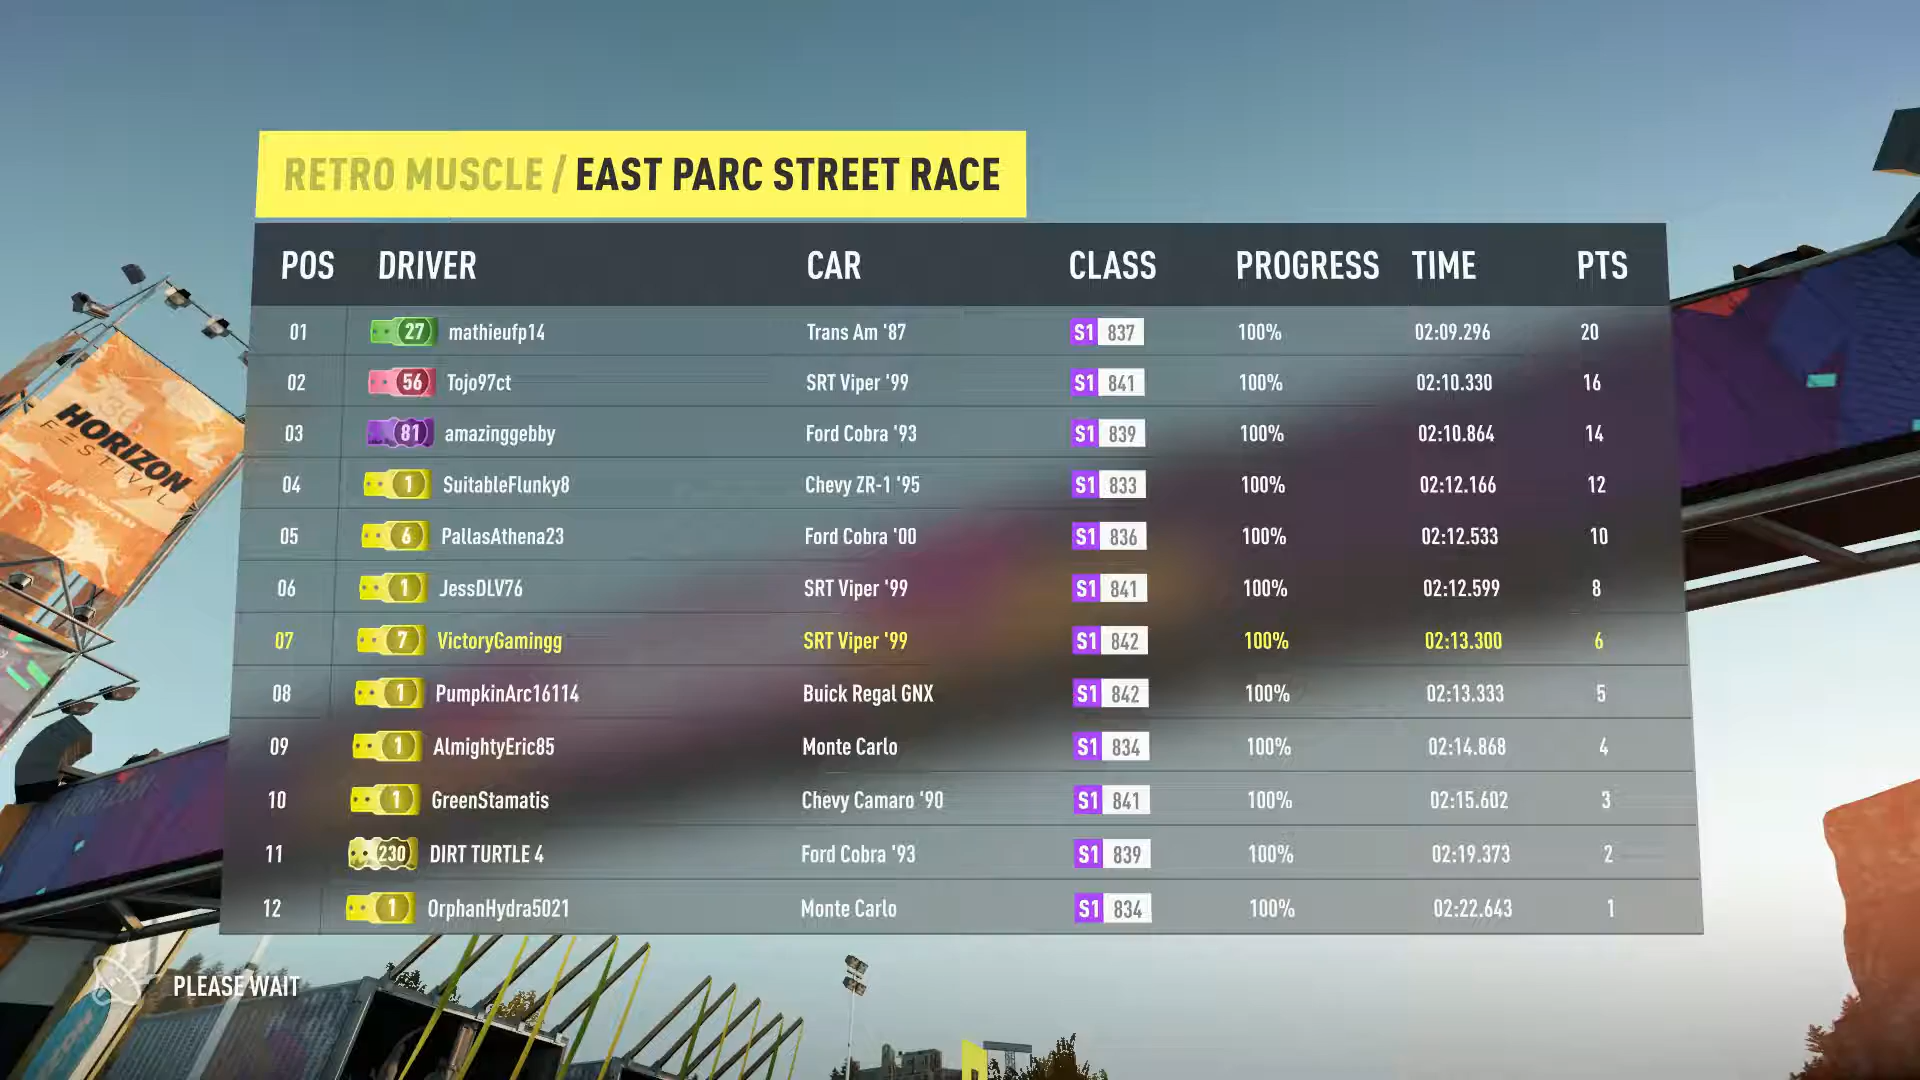 RETRO MUSCLE / EAST PARC STREET RACE
POS DRIVER CAR CLASS PROGRESS TIME PTS
01 27 mathieufp14 Trans Am '87 S1 837 100% 02:09.296 20
02 56 Tojo97ct SRT Viper '99 S1 841 100% 02:10.330 16
03 81 amazinggebby Ford Cobra '93 S1 839 100% 02:10.864 14
04 1 SuitableFlunky8 Chevy ZR-1 '95 S1 833 100% 02:12.166 12
05 6 PallasAthena23 Ford Cobra '00 S1 836 100% 02:12.533 10
06 1 JessDLV76 SRT Viper '99 S1 841 100% 02:12.599 8
07 7 VictoryGamingg SRT Viper '99 S1 842 100% 02:13.300 6
08 1 PumpkinArc16114 Buick Regal GNX S1 842 100% 02:13.333 5
09 1 AlmightyEric85 Monte Carlo S1 834 100% 02:14.868 4
10 1 GreenStamatis Chevy Camaro '90 S1 841 100% 02:15.602 3
11 230 DIRT TURTLE 4 Ford Cobra '93 S1 839 100% 02:19.373 2
12 1 OrphanHydra5021 Monte Carlo S1 834 100% 02:22.643 1
HORIZON
FESTIVAL
PLEASE WAIT